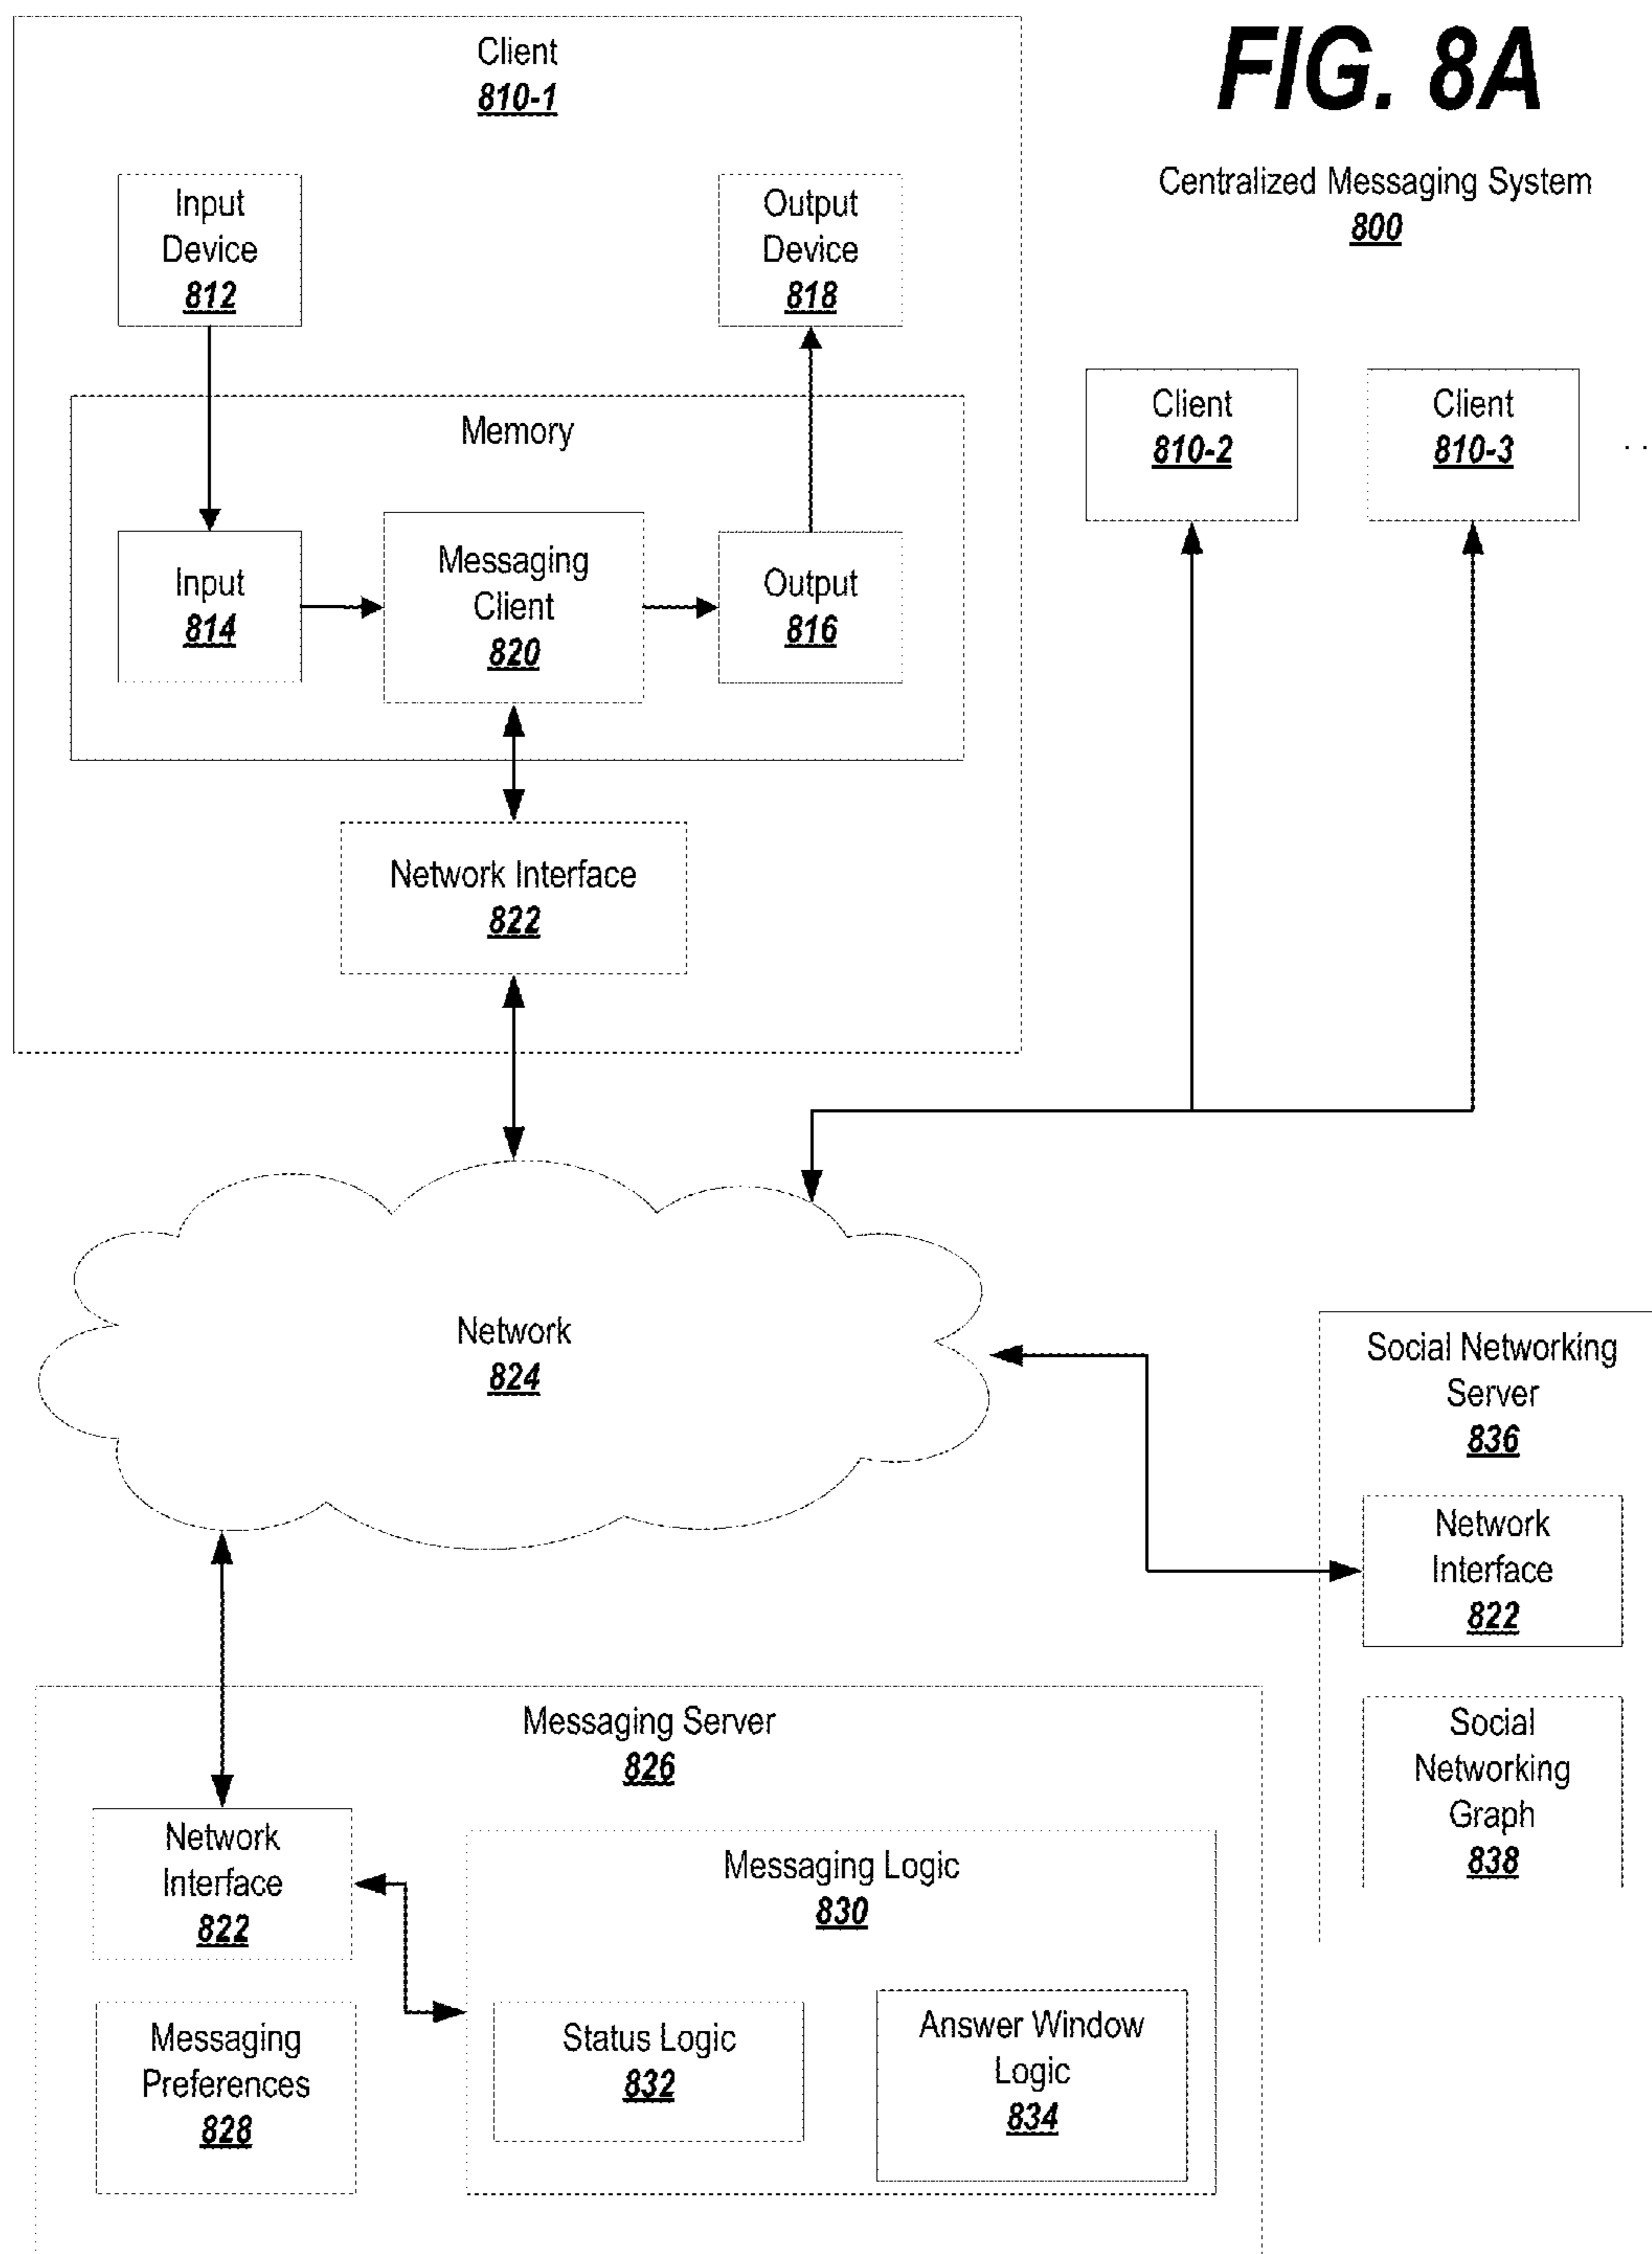 FIG. 8A
Centralized Messaging System
800
Client
810-1
Input
Device
812
Output
Device
818
Memory
Input
814
Messaging
Client
820
Output
816
Network Interface
822
Client
810-2
Client
810-3
. .
Network
824
Social Networking
Server
836
Network
Interface
822
Social
Networking
Graph
838
Messaging Server
826
Network
Interface
822
Messaging
Preferences
828
Messaging Logic
830
Status Logic
832
Answer Window
Logic
834